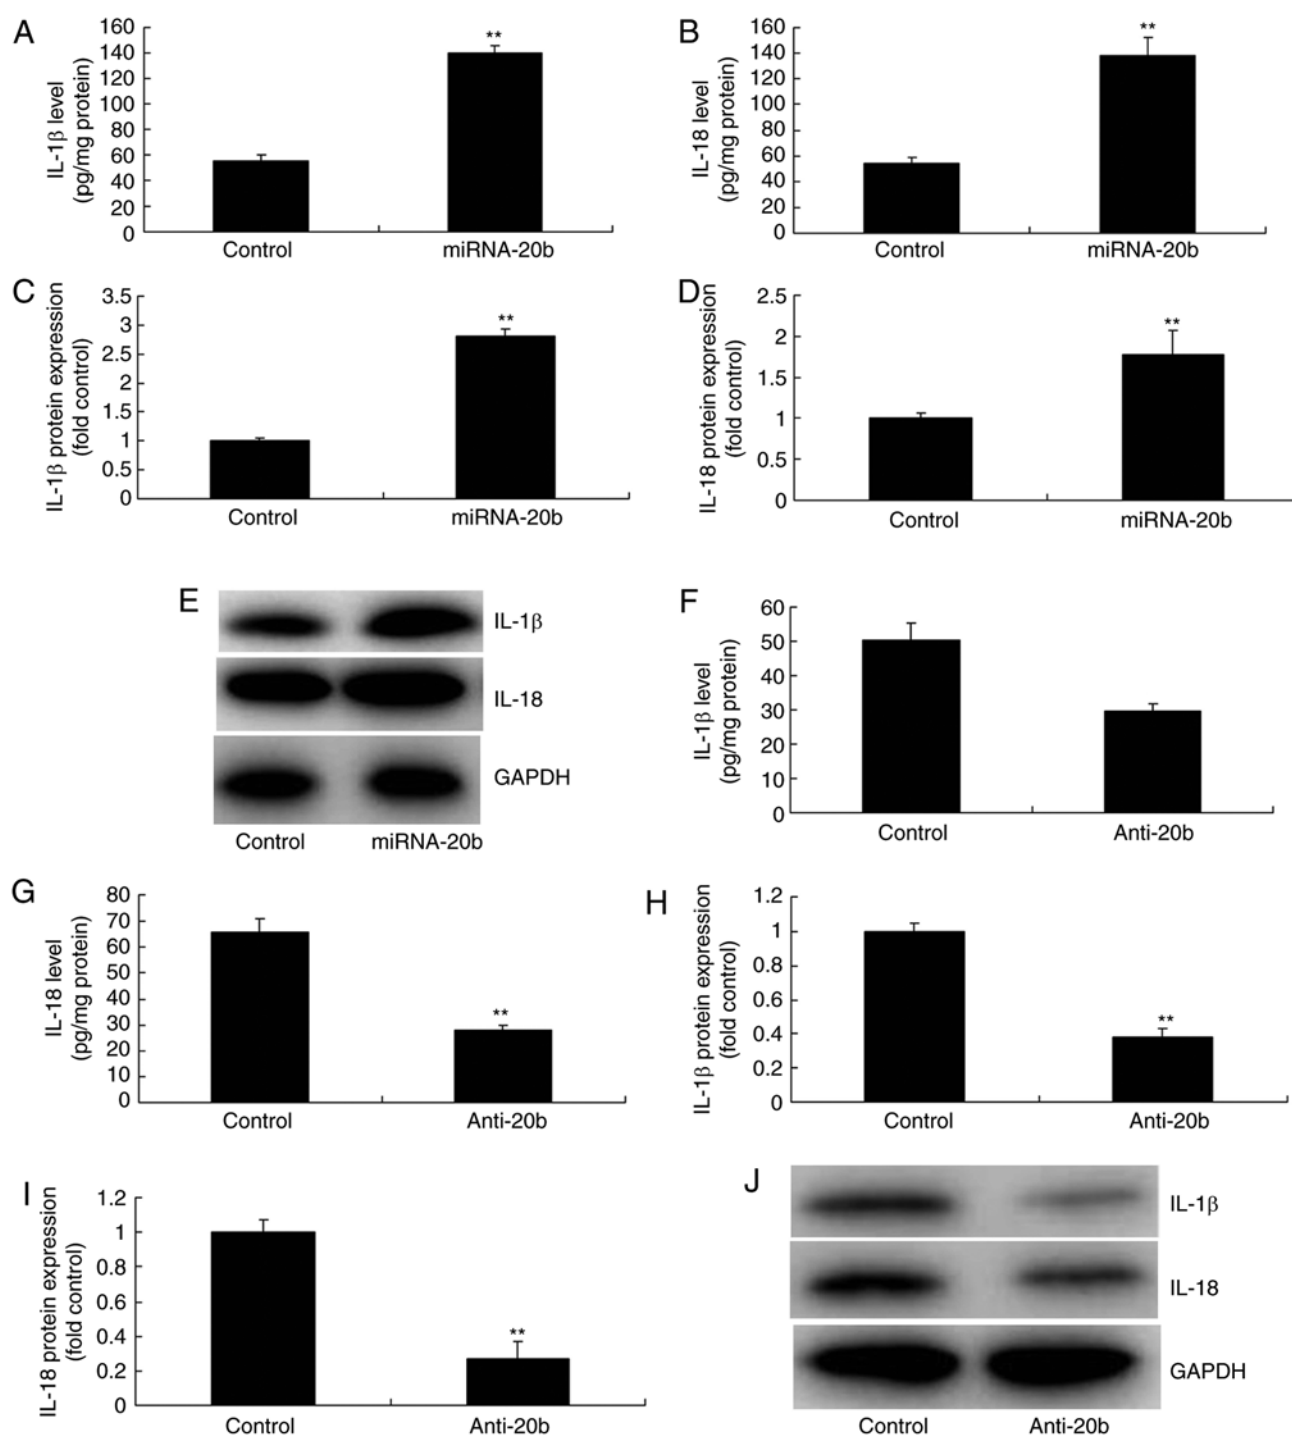 A
IL-1β level
(pg/mg protein)
160
140
120
100
80
60
40
20
0
**
Control
miRNA-20b
B
IL-18 level
(pg/mg protein)
160
140
120
100
80
60
40
20
0
**
Control
miRNA-20b
C
IL-1β protein expression
(fold control)
3.5
3
2.5
2
1.5
1
0.5
0
**
Control
miRNA-20b
D
IL-18 protein expression
(fold control)
2.5
2
1.5
1
0.5
0
**
Control
miRNA-20b
E
IL-1β
IL-18
GAPDH
Control
miRNA-20b
F
IL-1β level
(pg/mg protein)
60
50
40
30
20
10
0
Control
Anti-20b
G
IL-18 level
(pg/mg protein)
80
70
60
50
40
30
20
10
0
**
Control
Anti-20b
H
IL-1β protein expression
(fold control)
1.2
1
0.8
0.6
0.4
0.2
0
**
Control
Anti-20b
I
IL-18 protein expression
(fold control)
1.2
1
0.8
0.6
0.4
0.2
0
**
Control
Anti-20b
J
IL-1β
IL-18
GAPDH
Control
Anti-20b